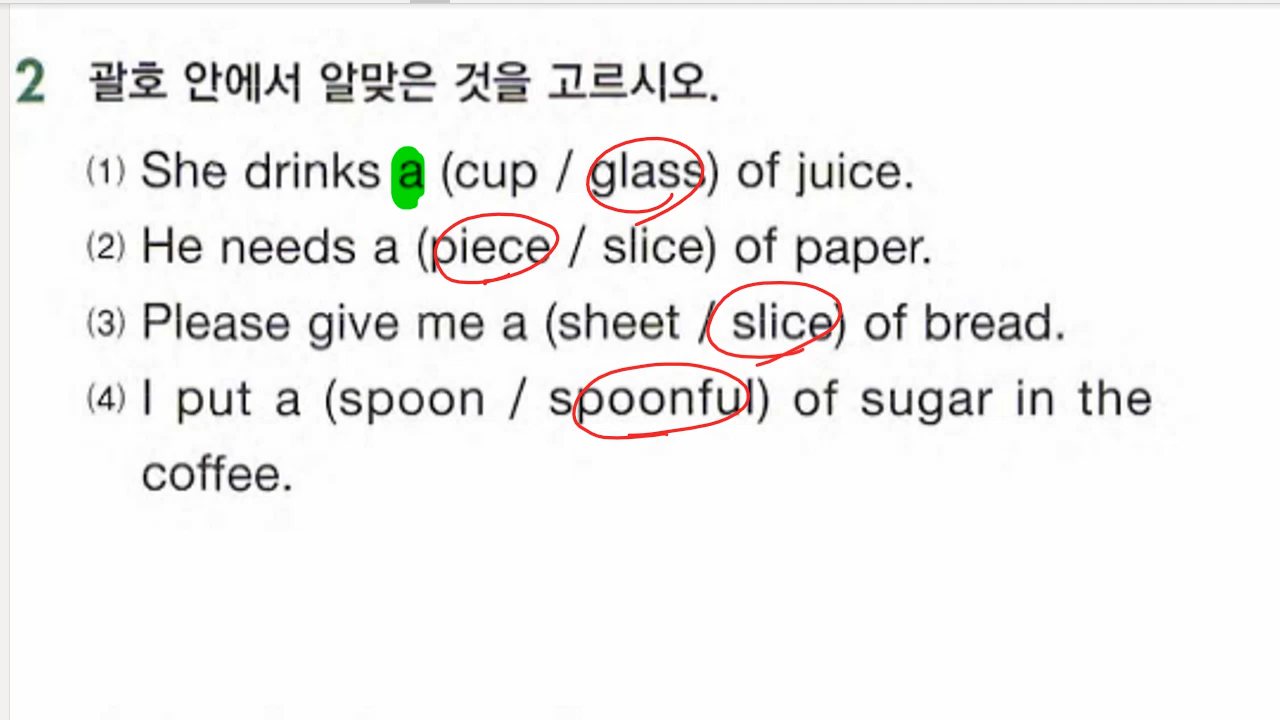 2 괄호 안에서 알맞은 것을 고르시오.
(1) She drinks a (cup / glass) of juice.
(2) He needs a (piece / slice) of paper.
(3) Please give me a (sheet / slice) of bread.
(4) I put a (spoon / spoonful) of sugar in the
coffee.